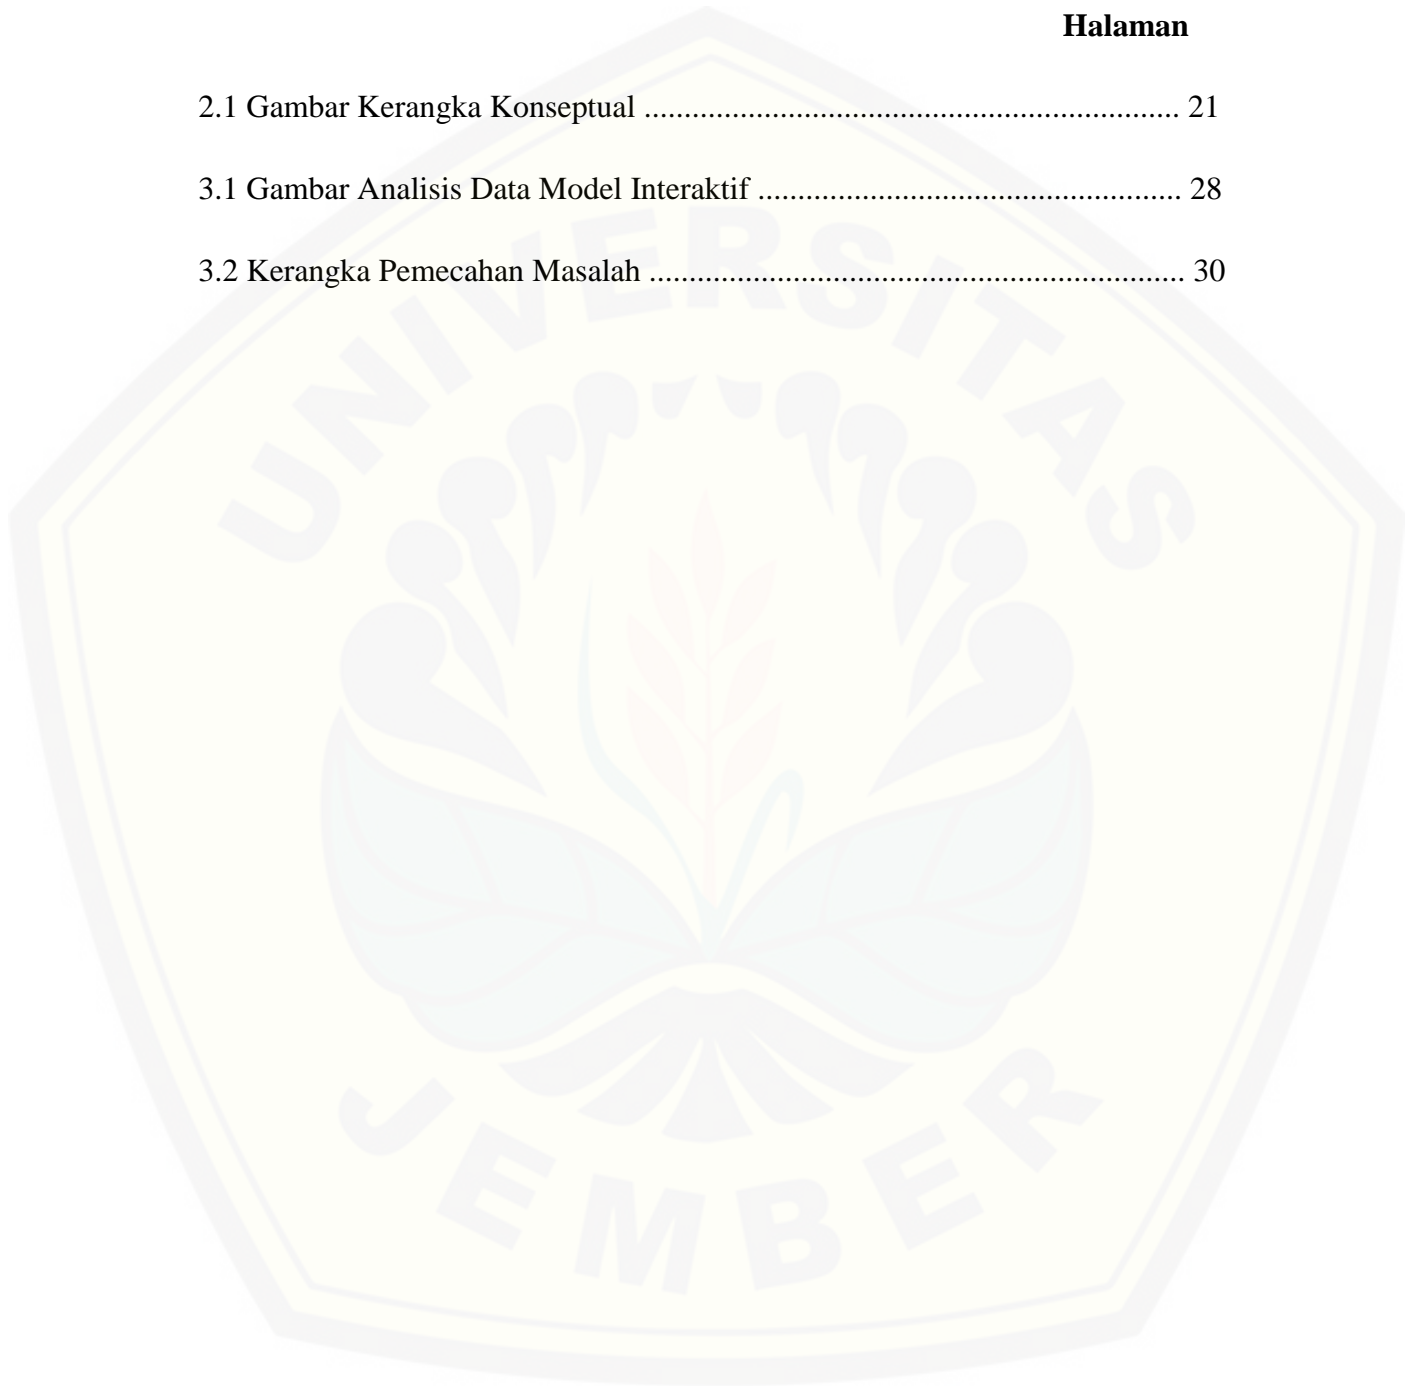 Halaman
2.1 Gambar Kerangka Konseptual ................................................................... 21
3.1 Gambar Analisis Data Model Interaktif ..................................................... 28
3.2 Kerangka Pemecahan Masalah ................................................................... 30
UNIVERSITAS
JEMBER